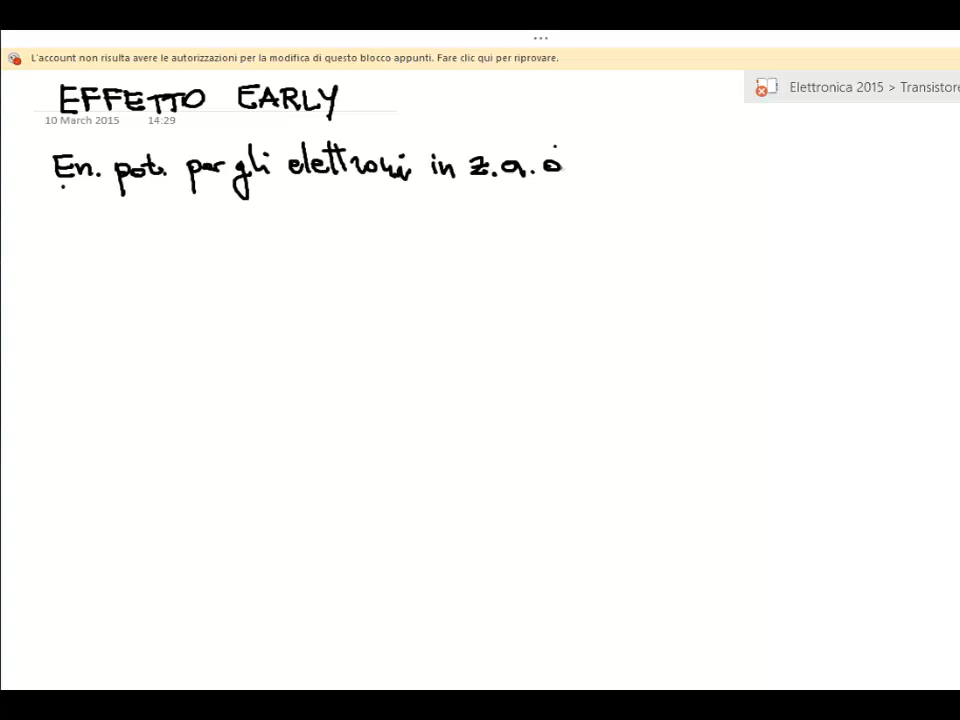 L'account non risulta avere le autorizzazioni per la modifica di questo blocco appunti. Fare clic qui per riprovare.
Elettronica 2015 > Transistore
EFFETTO EARLY
10 March 2015 14:29
En. pot. per gli elettroni in z.a.d